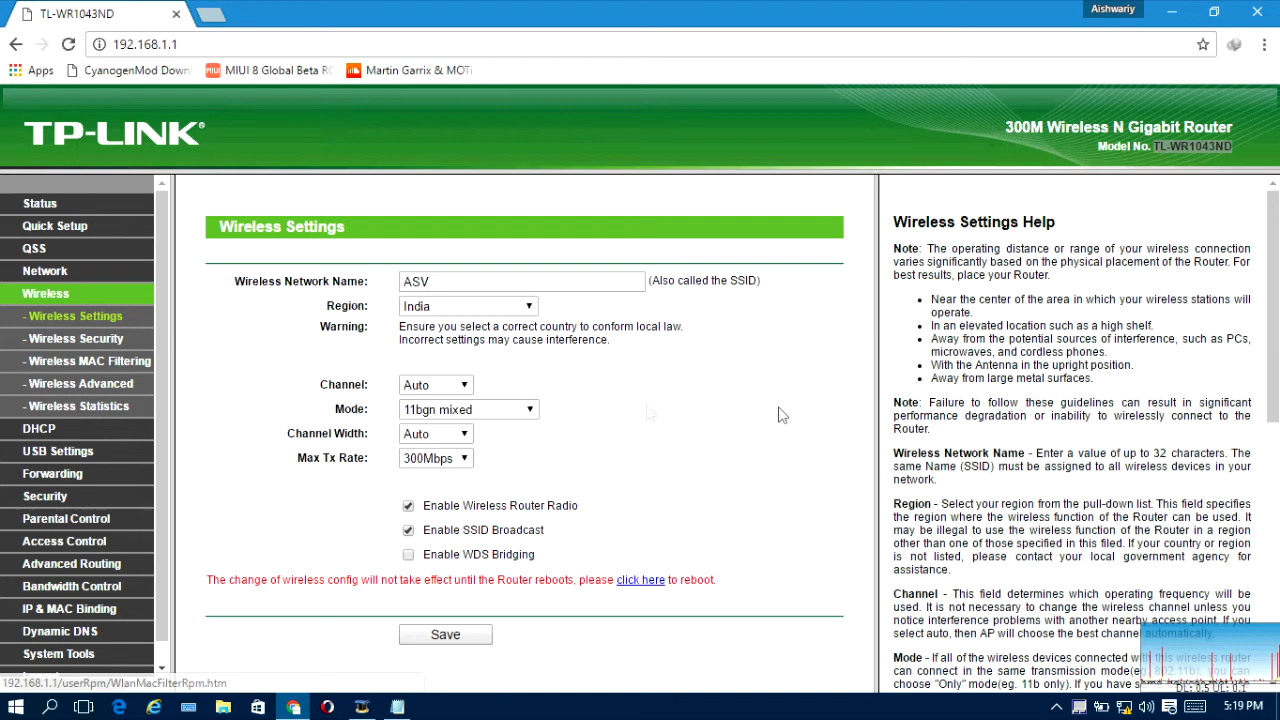 TL-WR1043ND
Aishwariy
192.168.1.1
Apps
CyanogenMod Down
MIUI 8 Global Beta RO
Martin Garrix & MOTi
TP-LINK®
300M Wireless N Gigabit Router
Model No. TL-WR1043ND
Status
Quick Setup
QSS
Network
Wireless
- Wireless Settings
- Wireless Security
- Wireless MAC Filtering
- Wireless Advanced
- Wireless Statistics
DHCP
USB Settings
Forwarding
Security
Parental Control
Access Control
Advanced Routing
Bandwidth Control
IP & MAC Binding
Dynamic DNS
System Tools
192.168.1.1/userRpm/WlanMacFilterRpm.htm
Wireless Settings
Wireless Network Name: ASV (Also called the SSID)
Region: India
Warning: Ensure you select a correct country to conform local law.
Incorrect settings may cause interference.
Channel: Auto
Mode: 11bgn mixed
Channel Width: Auto
Max Tx Rate: 300Mbps
Enable Wireless Router Radio
Enable SSID Broadcast
Enable WDS Bridging
The change of wireless config will not take effect until the Router reboots, please click here to reboot.
Save
Wireless Settings Help
Note: The operating distance or range of your wireless connection
varies significantly based on the physical placement of the Router. For
best results, place your Router.
• Near the center of the area in which your wireless stations will
operate.
• In an elevated location such as a high shelf.
• Away from the potential sources of interference, such as PCs,
microwaves, and cordless phones.
• With the Antenna in the upright position.
• Away from large metal surfaces.
Note: Failure to follow these guidelines can result in significant
performance degradation or inability to wirelessly connect to the
Router.
Wireless Network Name - Enter a value of up to 32 characters. The
same Name (SSID) must be assigned to all wireless devices in your
network.
Region - Select your region from the pull-down list. This field specifies
the region where the wireless function of the Router can be used. It
may be illegal to use the wireless function of the Router in a region
other than one of those specified in this filed. If your country or region
is not listed, please contact your local government agency for
assistance.
Channel - This field determines which operating frequency will be
used. It is not necessary to change the wireless channel unless you
notice interference problems with another nearby access point. If you
select auto, then AP will choose the best channel automatically.
Mode - If all of the wireless devices connected with this wireless router
can connect in the same transmission mode(eg. 802.11b), you can
choose "Only" mode(eg. 11b only). If you have some devices that
DL: 0.5 UL: 0.1
5:19 PM